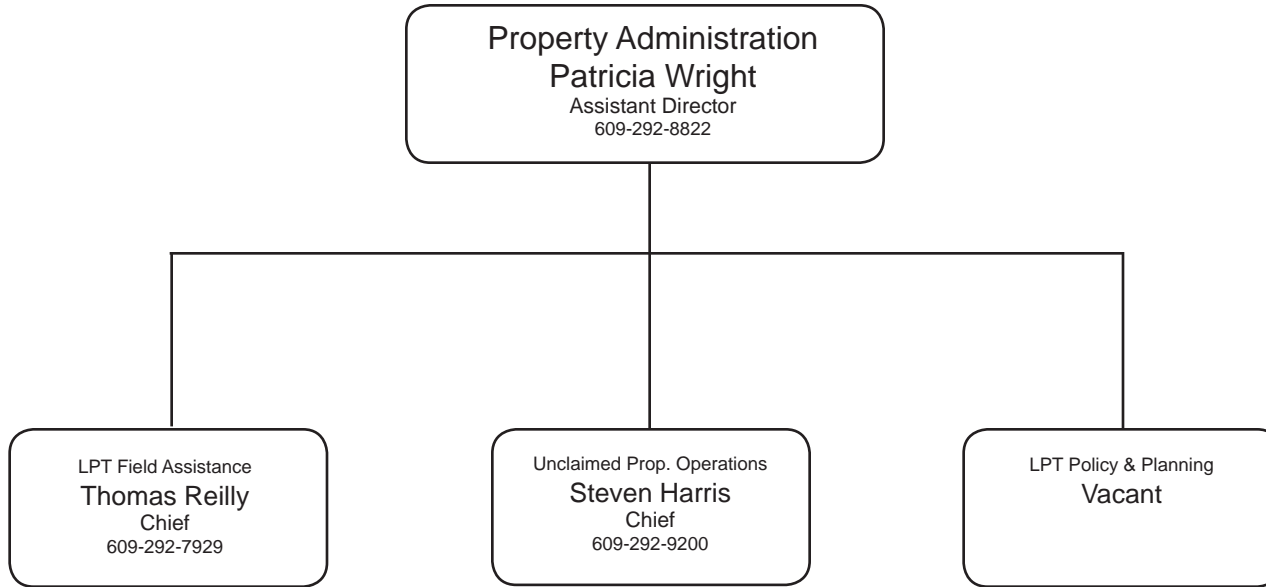 Property Administration
Patricia Wright
Assistant Director
609-292-8822
LPT Field Assistance
Thomas Reilly
Chief
609-292-7929
Unclaimed Prop. Operations
Steven Harris
Chief
609-292-9200
LPT Policy & Planning
Vacant